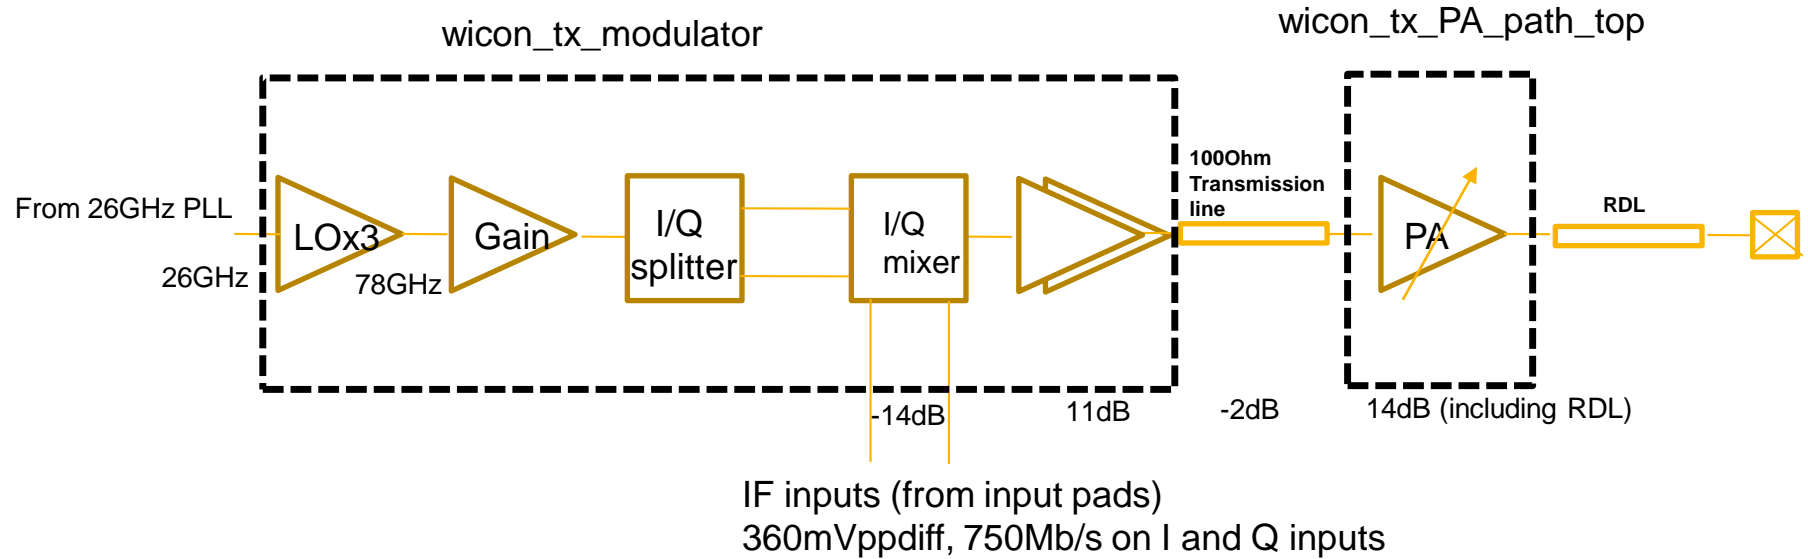 wicon_tx_modulator
wicon_tx_PA_path_top
100Ohm
Transmission
line
From 26GHz PLL
LOx3
Gain
I/Q
splitter
I/Q
mixer
PA
RDL
26GHz
78GHz
-14dB
11dB
-2dB
14dB (including RDL)
IF inputs (from input pads)
360mVppdiff, 750Mb/s on I and Q inputs